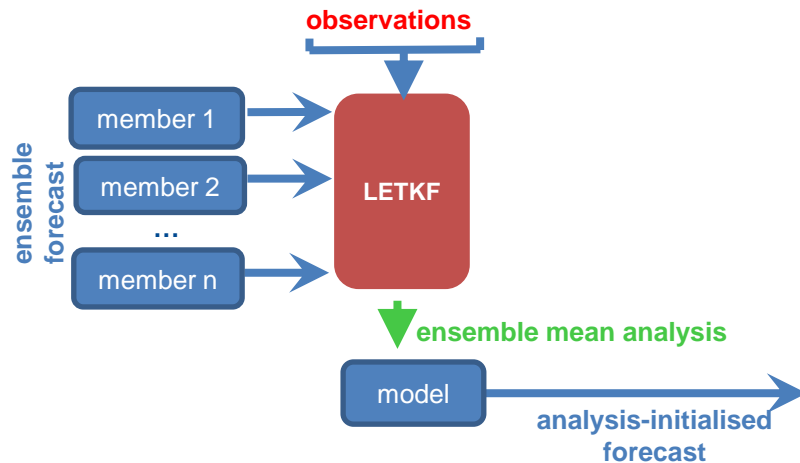 observations
member 1
member 2
...
member n
ensemble
forecast
LETKF
ensemble mean analysis
model
analysis-initialised
forecast